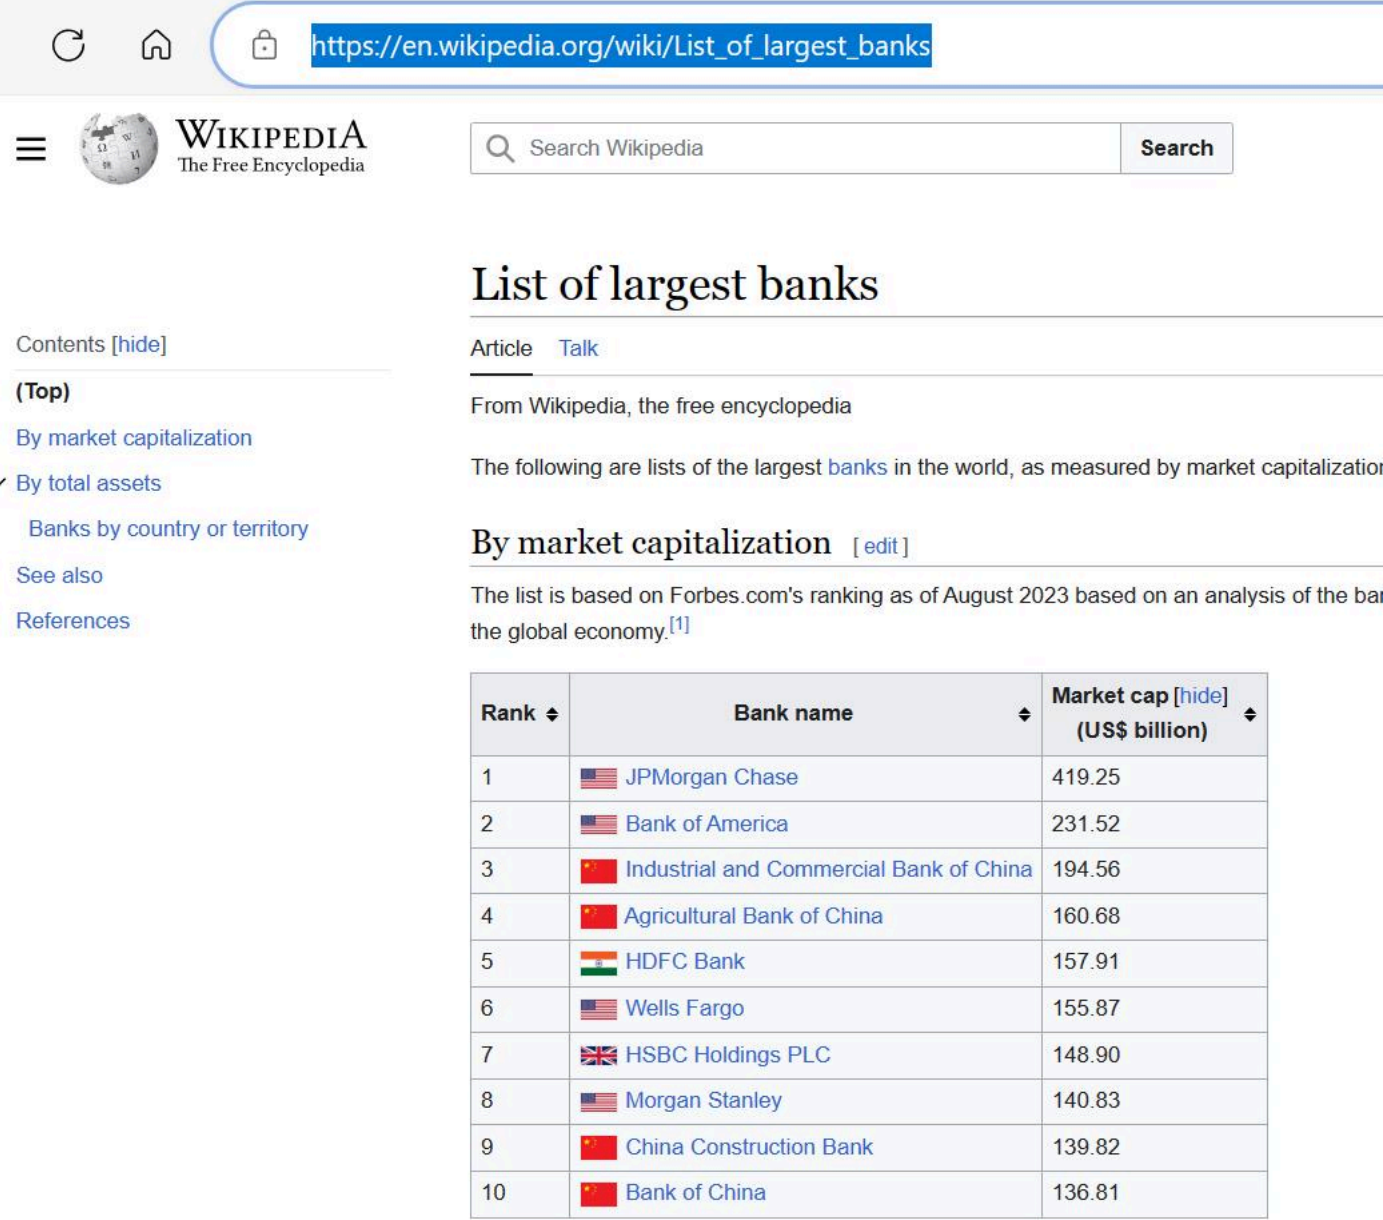 https://en.wikipedia.org/wiki/List_of_largest_banks
WIKIPEDIA
The Free Encyclopedia
Search Wikipedia
Search
List of largest banks
Contents [hide]
(Top)
By market capitalization
By total assets
Banks by country or territory
See also
References
Article Talk
From Wikipedia, the free encyclopedia
The following are lists of the largest banks in the world, as measured by market
By market capitalization [ edit ]
The list is based on Forbes.com's ranking as of August 2023 based on an analysis of the
the global economy.[1]
Rank Bank name Market cap [hide]
(US$ billion)
1 JPMorgan Chase 419.25
2 Bank of America 231.52
3 Industrial and Commercial Bank of China 194.56
4 Agricultural Bank of China 160.68
5 HDFC Bank 157.91
6 Wells Fargo 155.87
7 HSBC Holdings PLC 148.90
8 Morgan Stanley 140.83
9 China Construction Bank 139.82
10 Bank of China 136.81